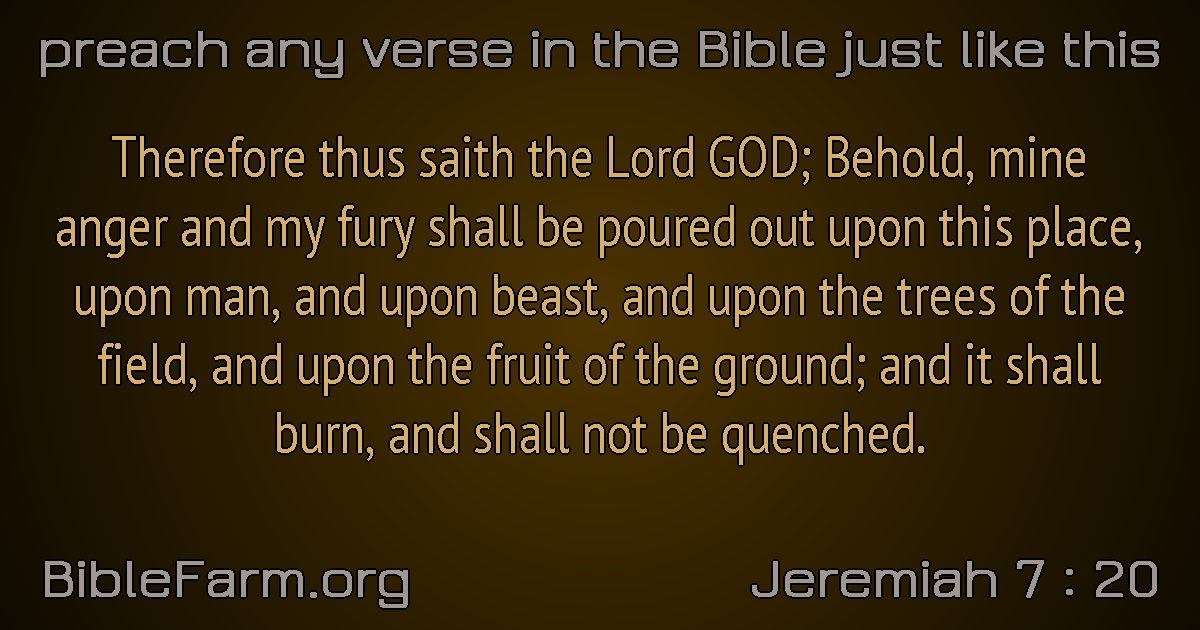 preach any verse in the Bible just like this
Therefore thus saith the Lord GOD; Behold, mine
anger and my fury shall be poured out upon this place,
upon man, and upon beast, and upon the trees of the
field, and upon the fruit of the ground; and it shall
burn, and shall not be quenched.
BibleFarm.org
Jeremiah 7 : 20